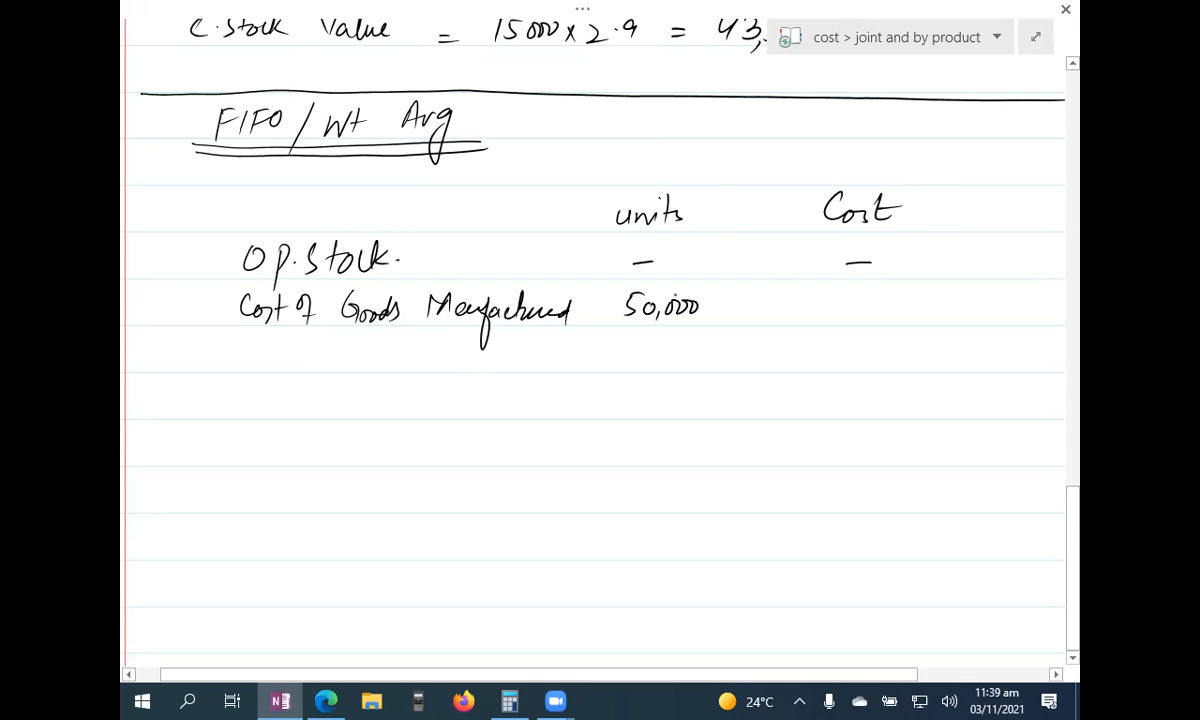 C. Stock Value = 15000 x 2.9 = 43,
cost > joint and by product
FIFO / Wt Avg
units Cost
OP. Stock. — —
Cost of Goods Manufactured 50,000
24°C
11:39 am
03/11/2021